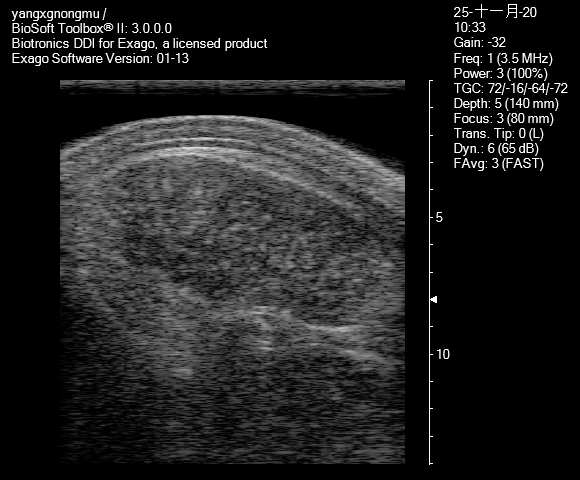 yangxgnongmu /
BioSoft Toolbox® II: 3.0.0.0
Biotronics DDI for Exago, a licensed product
Exago Software Version: 01-13
25-十一月-20
10:33
Gain: -32
Freq: 1 (3.5 MHz)
Power: 3 (100%)
TGC: 72/-16/-64/-72
Depth: 5 (140 mm)
Focus: 3 (80 mm)
Trans. Tip: 0 (L)
Dyn.: 6 (65 dB)
FAvg: 3 (FAST)
5
10